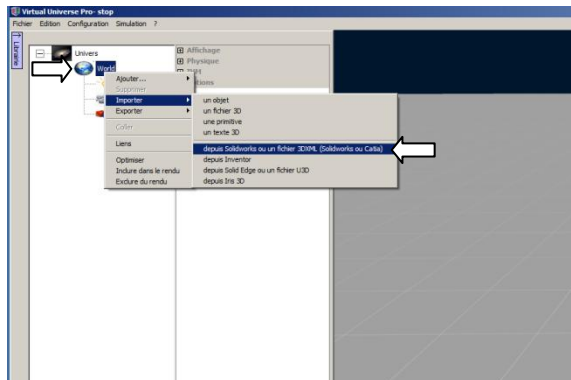 Virtual Universe Pro- stop
Fichier Edition Configuration Simulation ?
Librairie
Univers
World
Affichage
Physique
Ajouter...
Supprimer
Importer
Exporter
Coller
Liens
Optimiser
Inclure dans le rendu
Exclure du rendu
un objet
un fichier 3D
une primitive
un texte 3D
depuis Solidworks ou un fichier 3DXML (Solidworks ou Catia)
depuis Inventor
depuis Solid Edge ou un fichier U3D
depuis Iris 3D